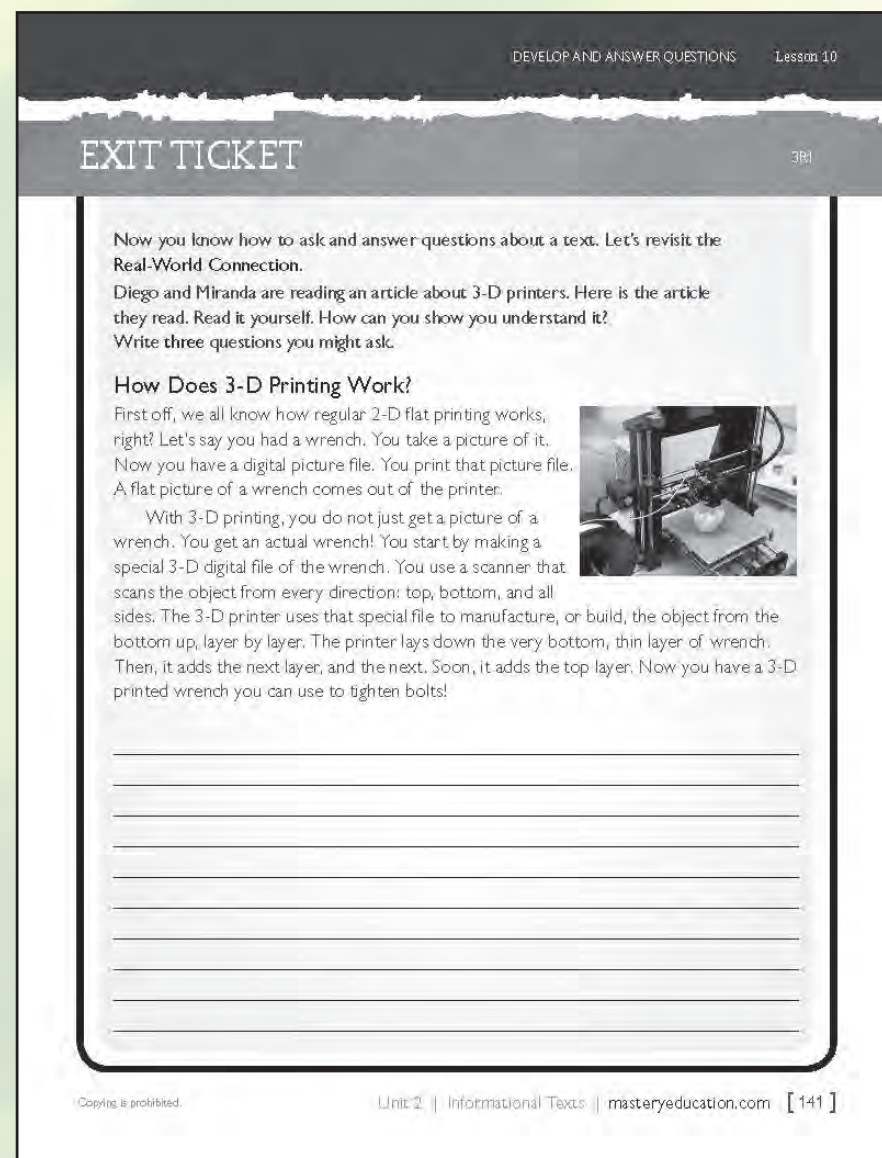 DEVELOP AND ANSWER QUESTIONS Lesson 10
EXIT TICKET
3R1
Now you know how to ask and answer questions about a text. Let's revisit the
Real-World Connection.
Diego and Miranda are reading an article about 3-D printers. Here is the article
they read. Read it yourself. How can you show you understand it?
Write three questions you might ask.
How Does 3-D Printing Work?
First off, we all know how regular 2-D flat printing works,
right? Let's say you had a wrench. You take a picture of it.
Now you have a digital picture file. You print that picture file.
A flat picture of a wrench comes out of the printer.
With 3-D printing, you do not just get a picture of a
wrench. You get an actual wrench! You start by making a
special 3-D digital file of the wrench. You use a scanner that
scans the object from every direction: top, bottom, and all
sides. The 3-D printer uses that special file to manufacture, or build, the object from the
bottom up, layer by layer. The printer lays down the very bottom, thin layer of wrench.
Then, it adds the next layer, and the next. Soon, it adds the top layer. Now you have a 3-D
printed wrench you can use to tighten bolts!
Copying is prohibited.
Unit 2 | Informational Texts | masteryeducation.com [ 141 ]